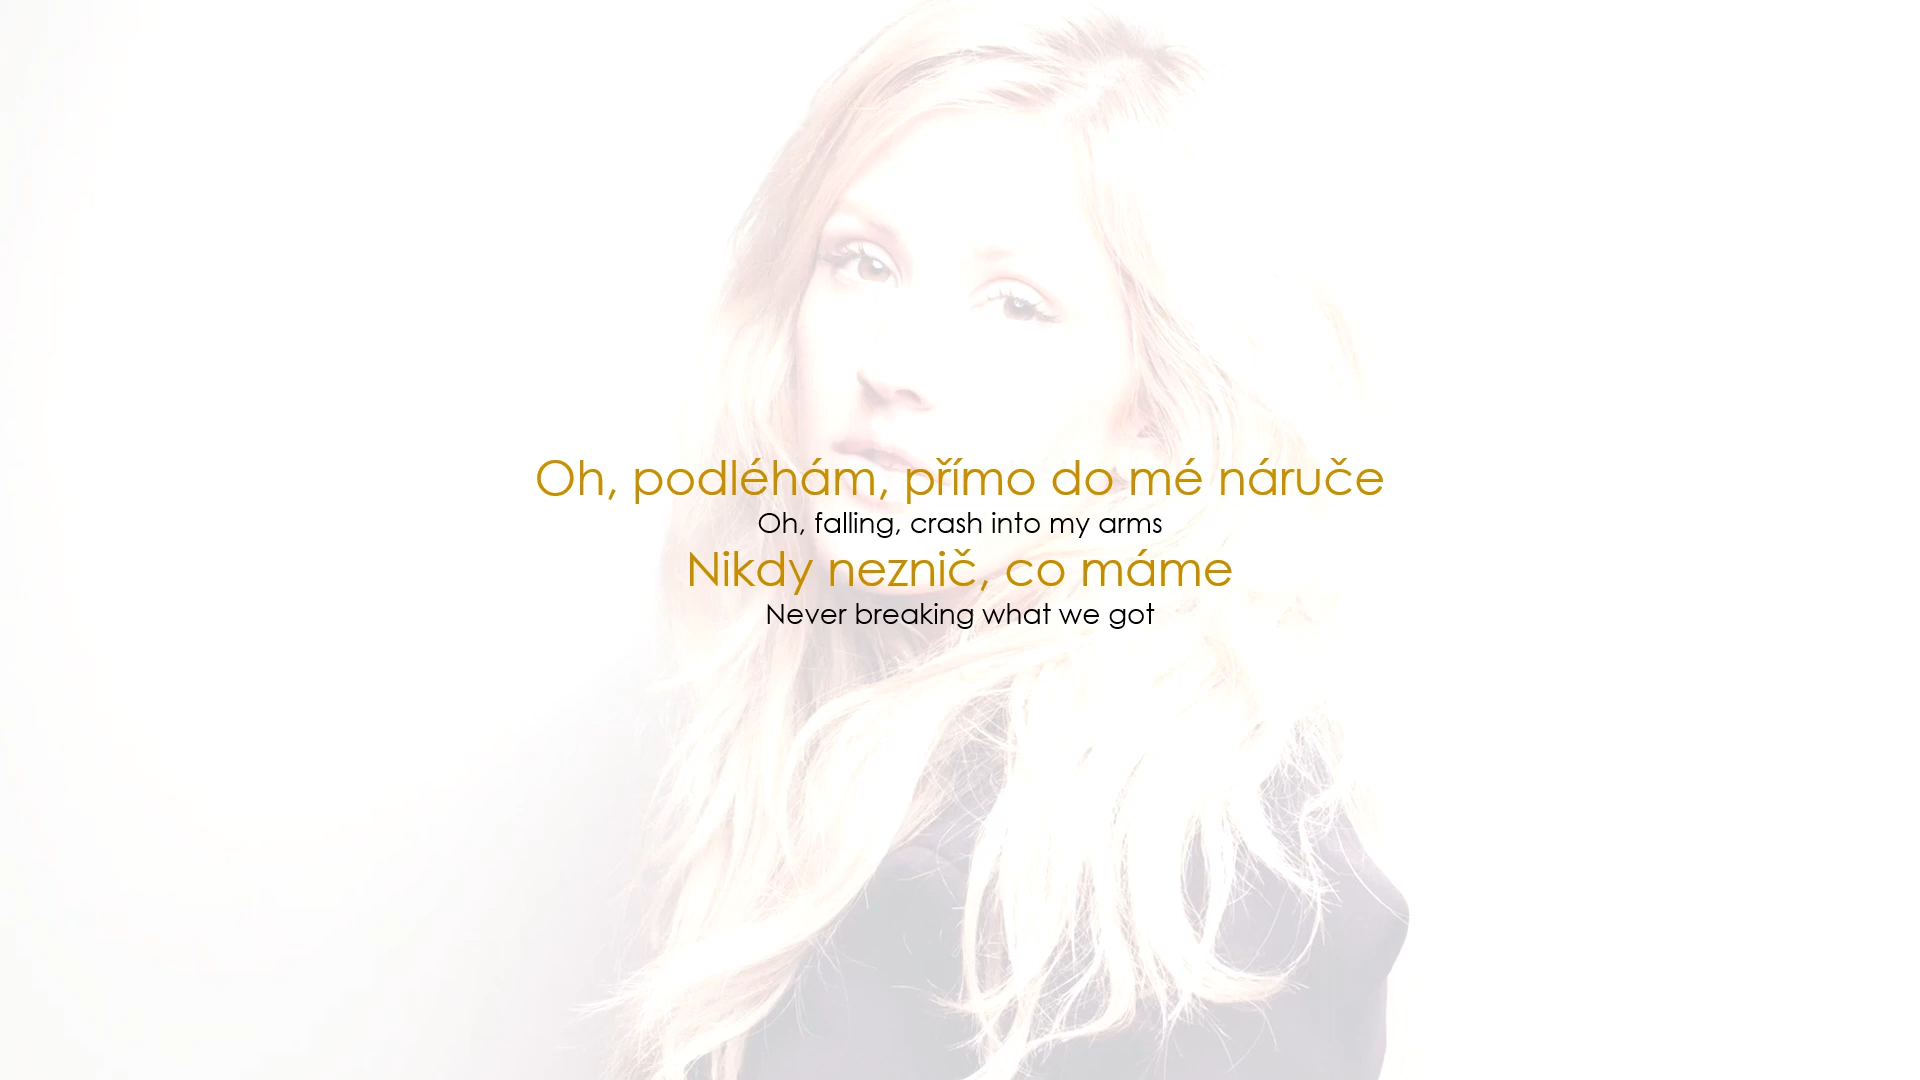 Oh, podléhám, přímo do mé náruče
Oh, falling, crash into my arms
Nikdy neznič, co máme
Never breaking what we got